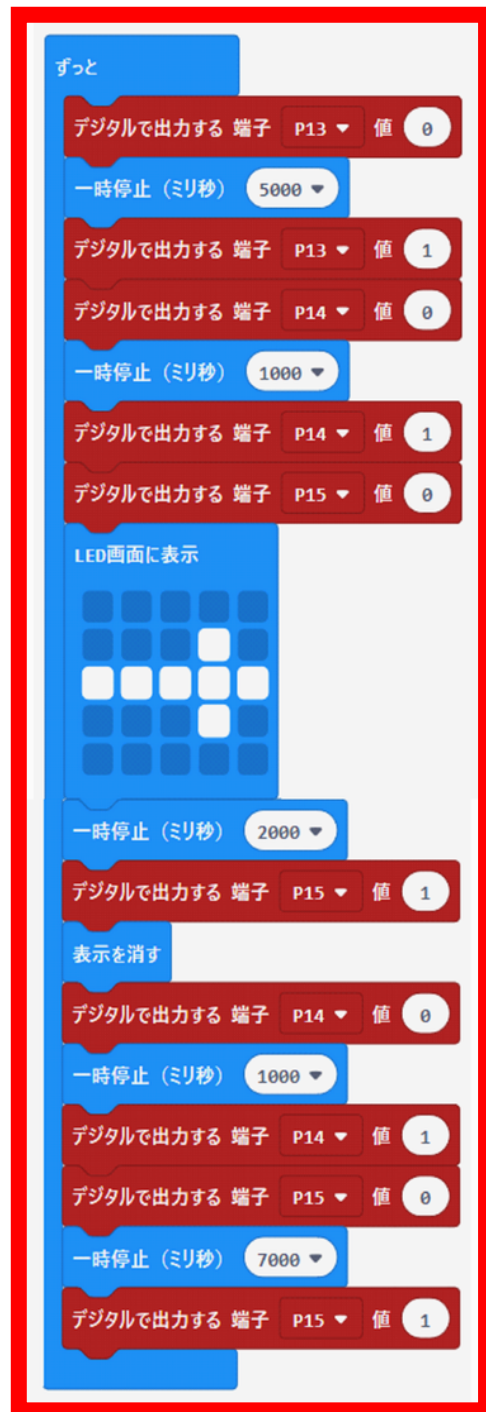 ずっと
デジタルで出力する 端子 P13 値 0
一時停止（ミリ秒） 5000
デジタルで出力する 端子 P13 値 1
デジタルで出力する 端子 P14 値 0
一時停止（ミリ秒） 1000
デジタルで出力する 端子 P14 値 1
デジタルで出力する 端子 P15 値 0
LED画面に表示
一時停止（ミリ秒） 2000
デジタルで出力する 端子 P15 値 1
表示を消す
デジタルで出力する 端子 P14 値 0
一時停止（ミリ秒） 1000
デジタルで出力する 端子 P14 値 1
デジタルで出力する 端子 P15 値 0
一時停止（ミリ秒） 7000
デジタルで出力する 端子 P15 値 1